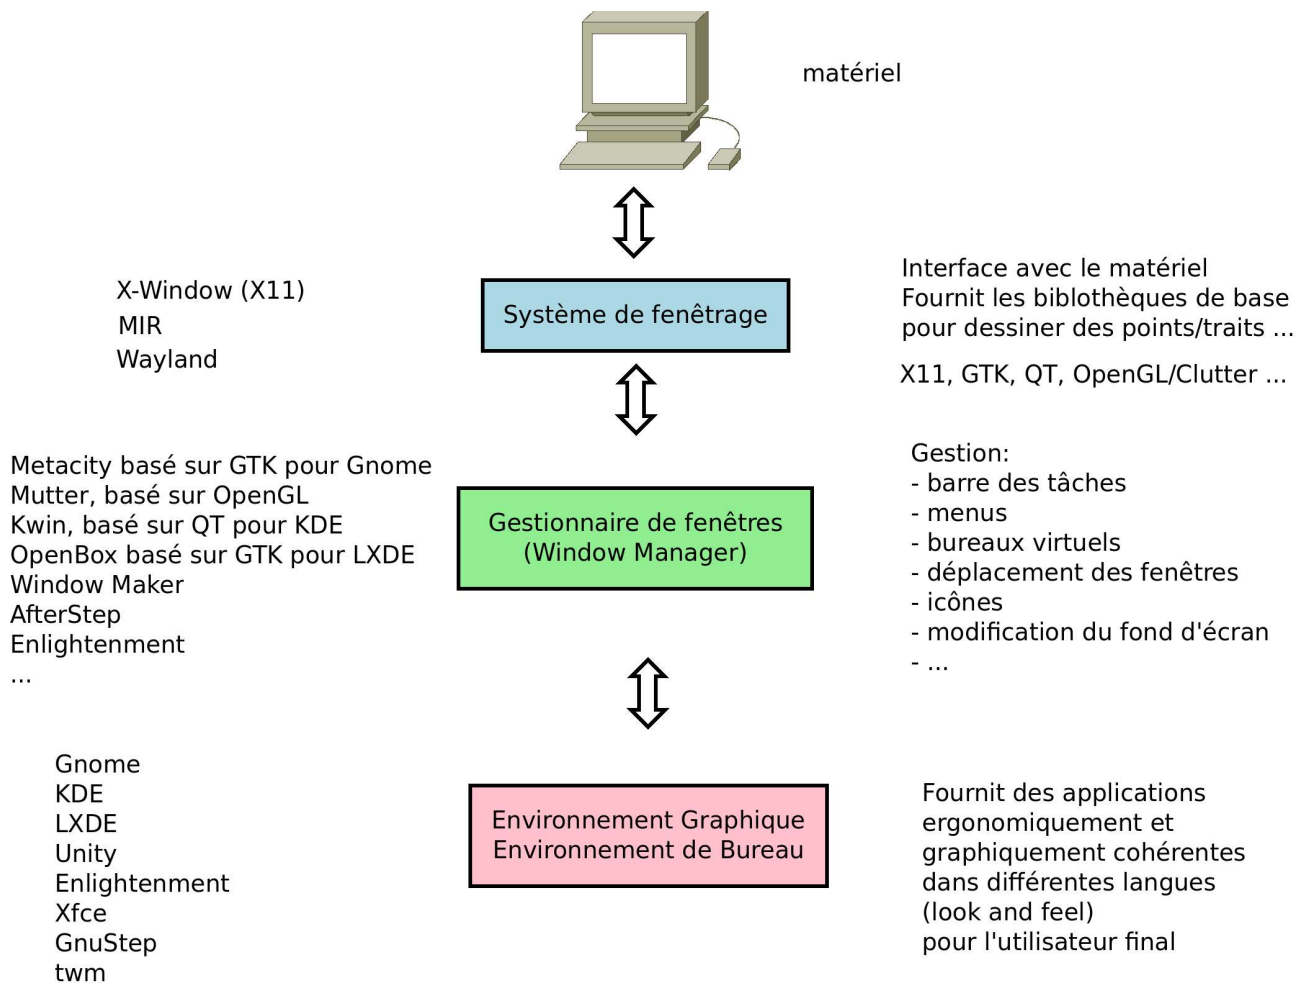 matériel
X-Window (X11)
MIR
Wayland
Système de fenêtrage
Interface avec le matériel
Fournit les biblothèques de base
pour dessiner des points/traits ...
X11, GTK, QT, OpenGL/Clutter ...
Metacity basé sur GTK pour Gnome
Mutter, basé sur OpenGL
Kwin, basé sur QT pour KDE
OpenBox basé sur GTK pour LXDE
Window Maker
AfterStep
Enlightenment
...
Gestionnaire de fenêtres
(Window Manager)
Gestion:
- barre des tâches
- menus
- bureaux virtuels
- déplacement des fenêtres
- icônes
- modification du fond d'écran
- ...
Gnome
KDE
LXDE
Unity
Enlightenment
Xfce
GnuStep
twm
Environnement Graphique
Environnement de Bureau
Fournit des applications
ergonomiquement et
graphiquement cohérentes
dans différentes langues
(look and feel)
pour l'utilisateur final